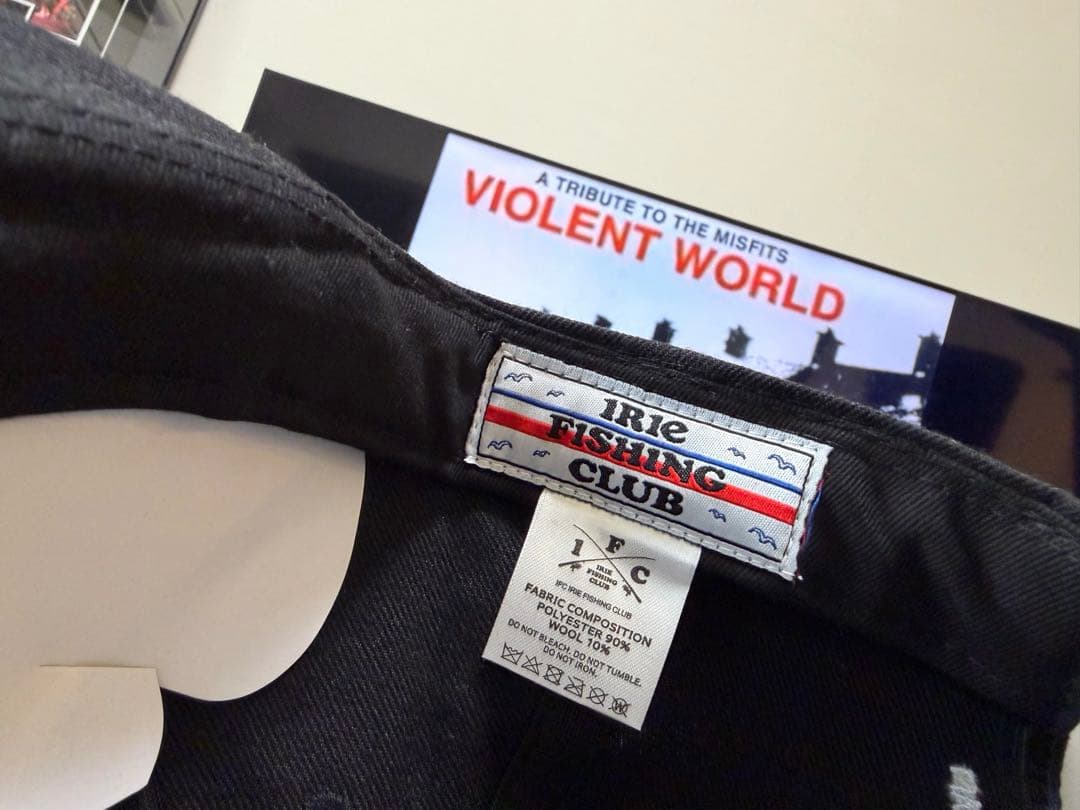 A TRIBUTE TO THE MISFITS
VIOLENT WORLD
IRIE
FISHING
CLUB
I F C
IRIE
FISHING
CLUB
IFC IRIE FISHING CLUB
FABRIC COMPOSITION
POLYESTER 90%
WOOL 10%
DO NOT BLEACH. DO NOT TUMBLE.
DO NOT IRON.
W